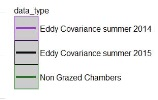 data_type
Eddy Covariance summer 2014
Eddy Covariance summer 2015
Non Grazed Chambers